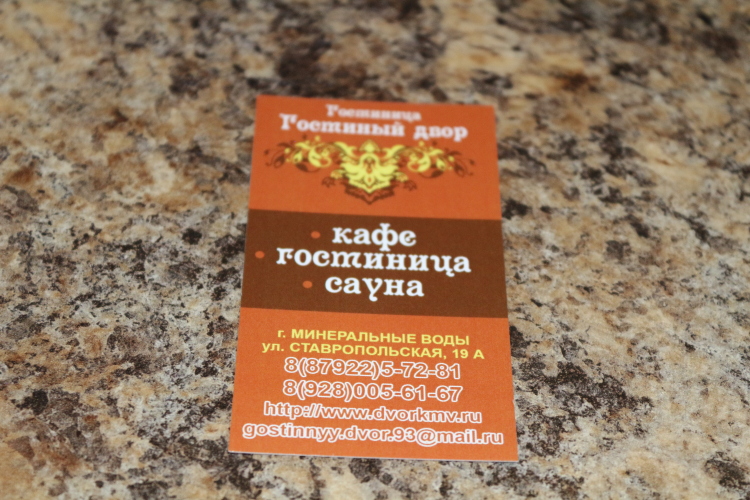 Гостиница
Гостиный двор
• кафе
• гостиница
• сауна
г. МИНЕРАЛЬНЫЕ ВОДЫ
ул. СТАВРОПОЛЬСКАЯ, 19 А
8(87922)5-72-81
8(928)005-61-67
http://www.dvorkmv.ru
gostinnyy.dvor.93@mail.ru